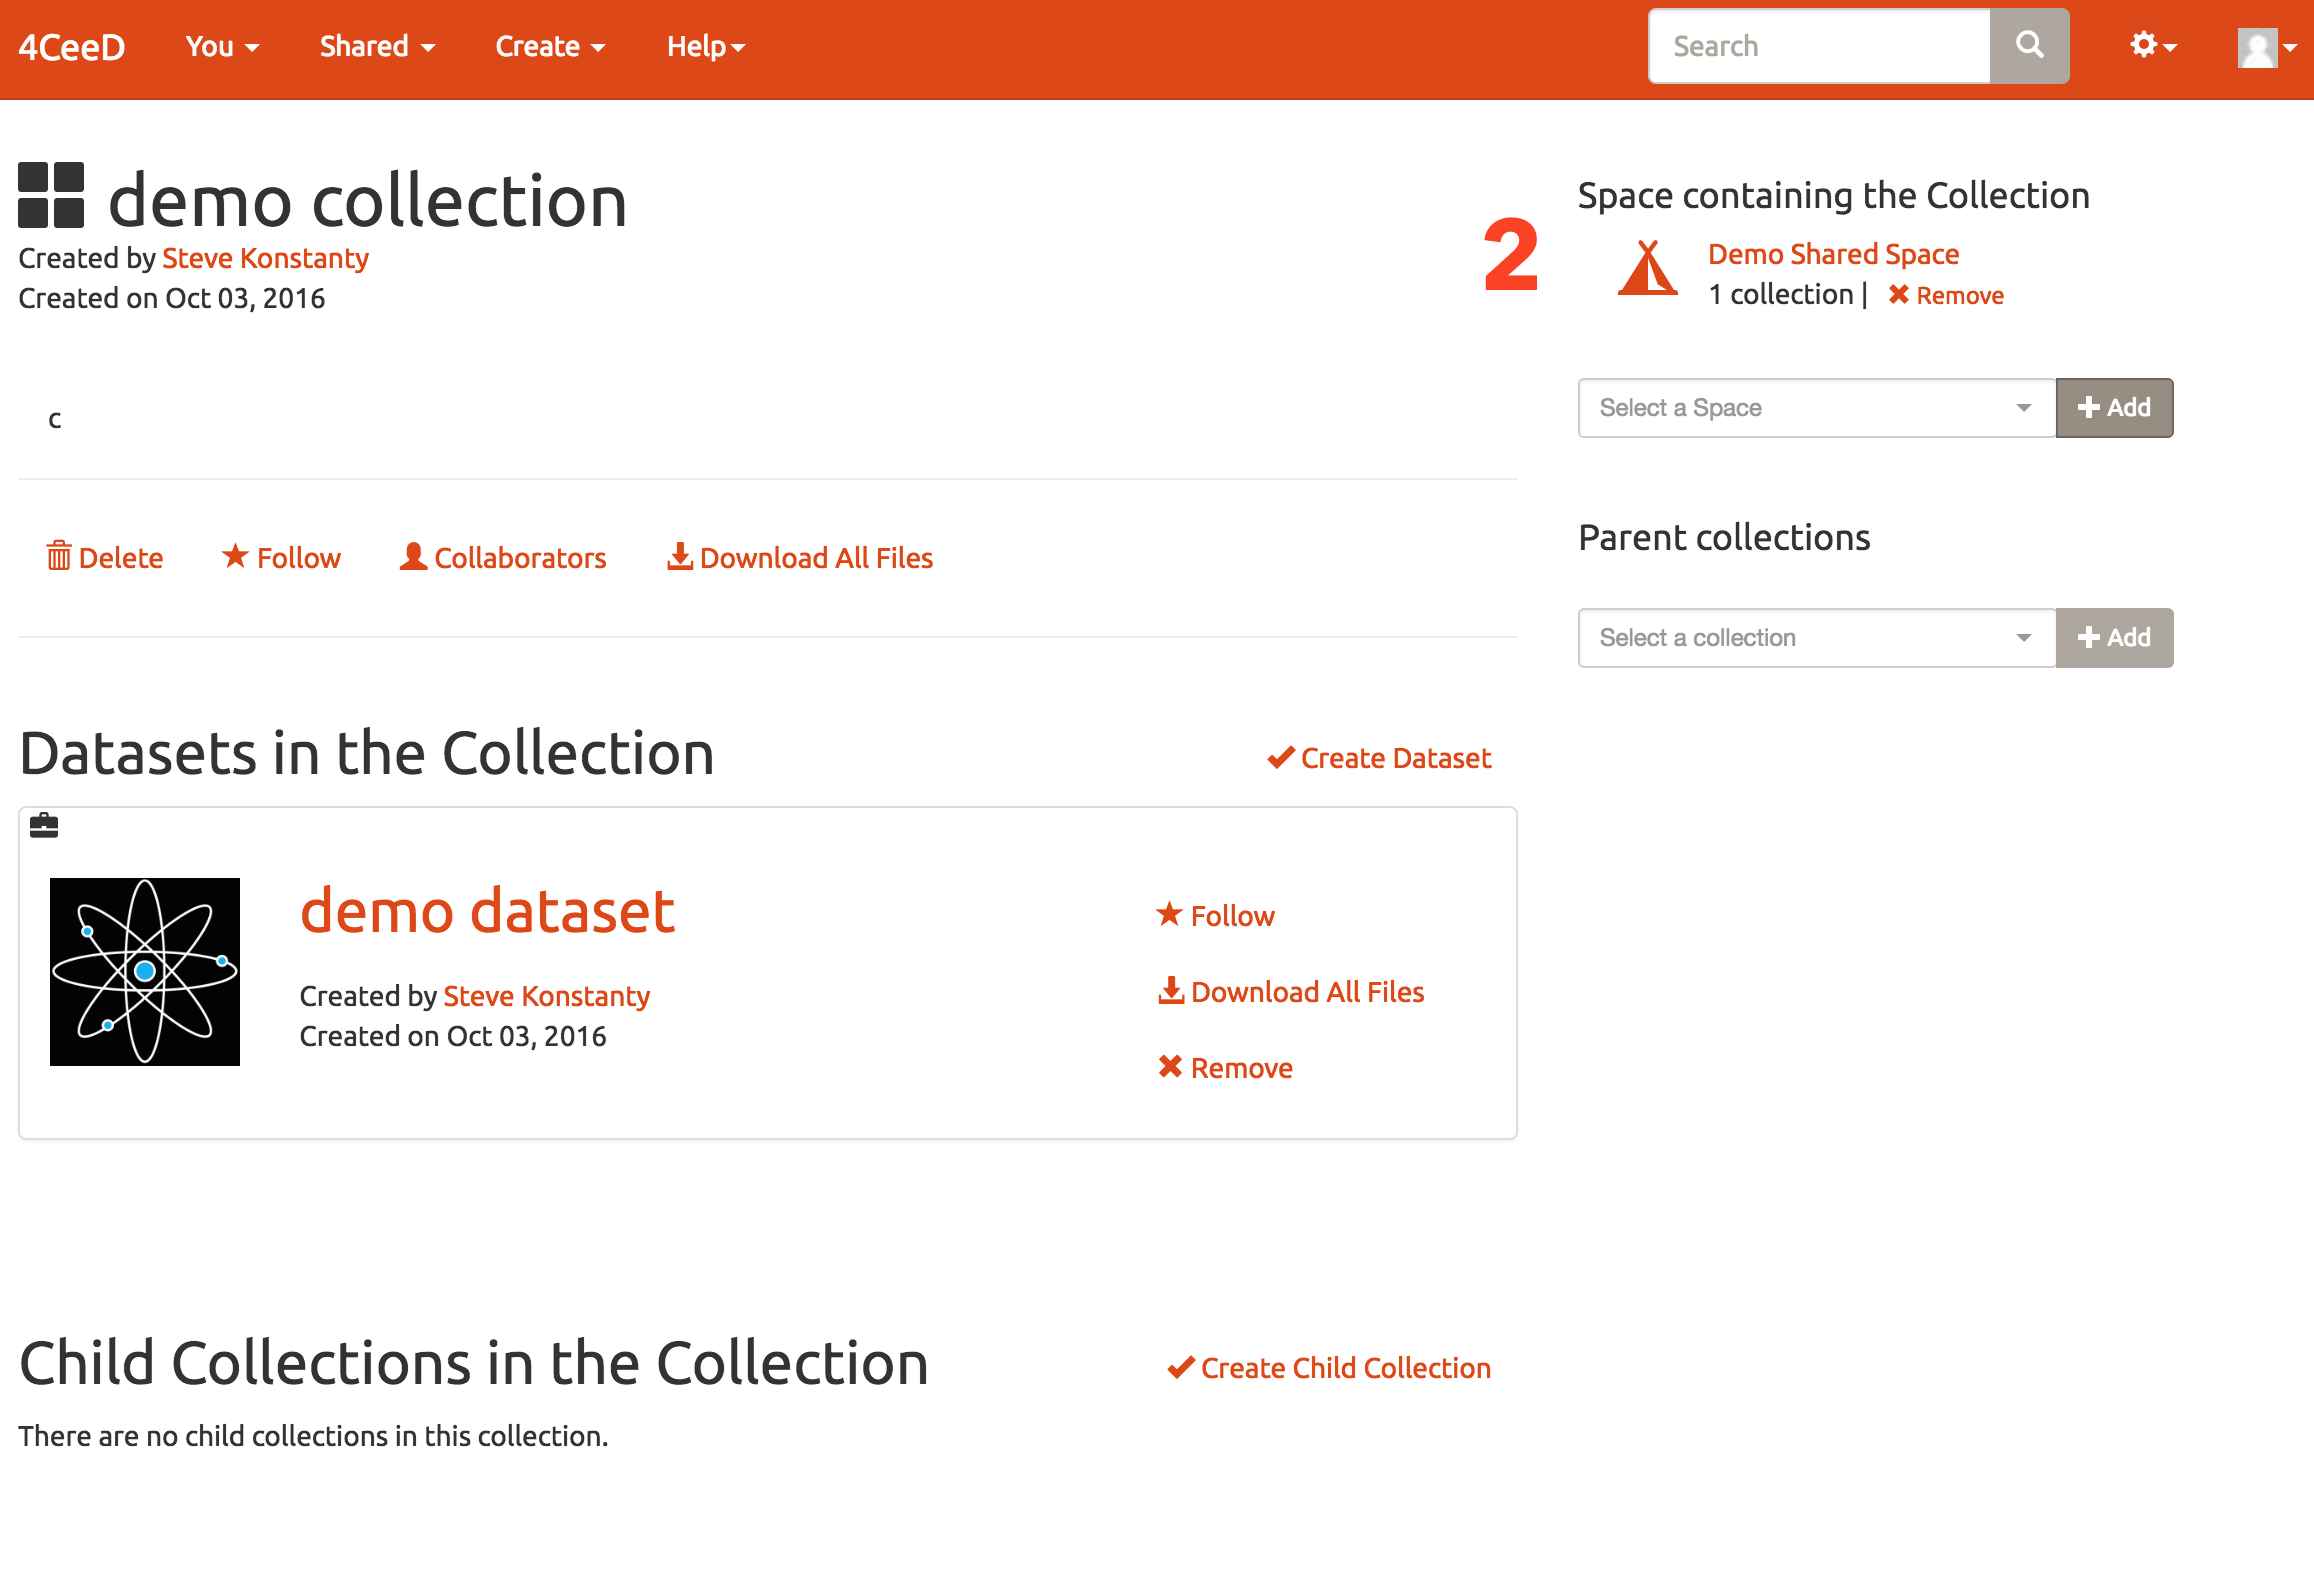 4CeeD You Shared Create Help Search
demo collection
Created by Steve Konstanty
Created on Oct 03, 2016
c
Delete Follow Collaborators Download All Files
2
Space containing the Collection
Demo Shared Space
1 collection | Remove
Select a Space Add
Parent collections
Select a collection Add
Datasets in the Collection Create Dataset
demo dataset
Created by Steve Konstanty
Created on Oct 03, 2016
Follow
Download All Files
Remove
Child Collections in the Collection Create Child Collection
There are no child collections in this collection.